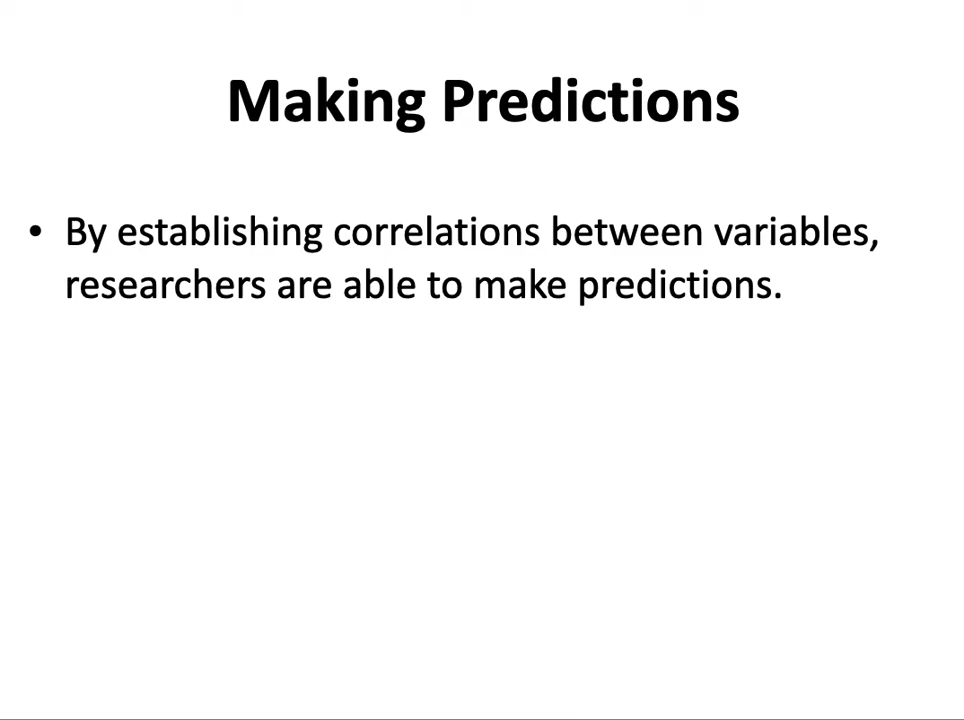 Making Predictions
• By establishing correlations between variables,
researchers are able to make predictions.